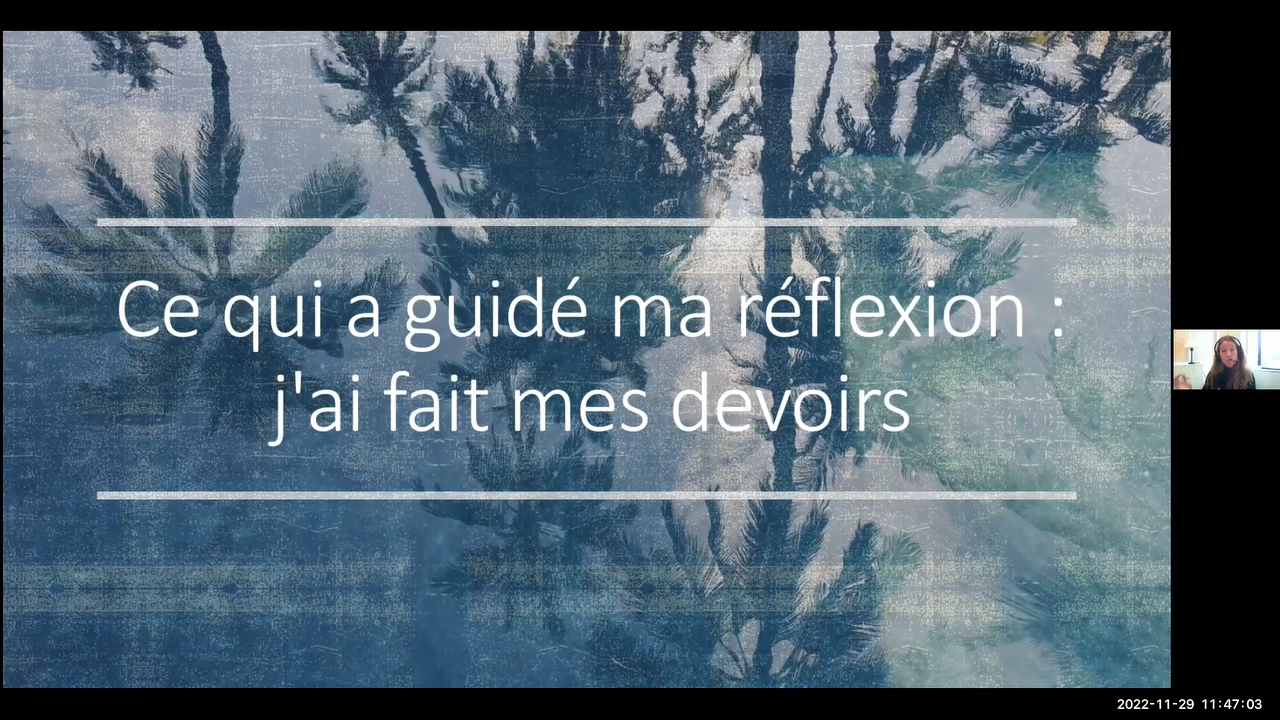 Ce qui a guidé ma réflexion :
j'ai fait mes devoirs
2022-11-29 11:47:03